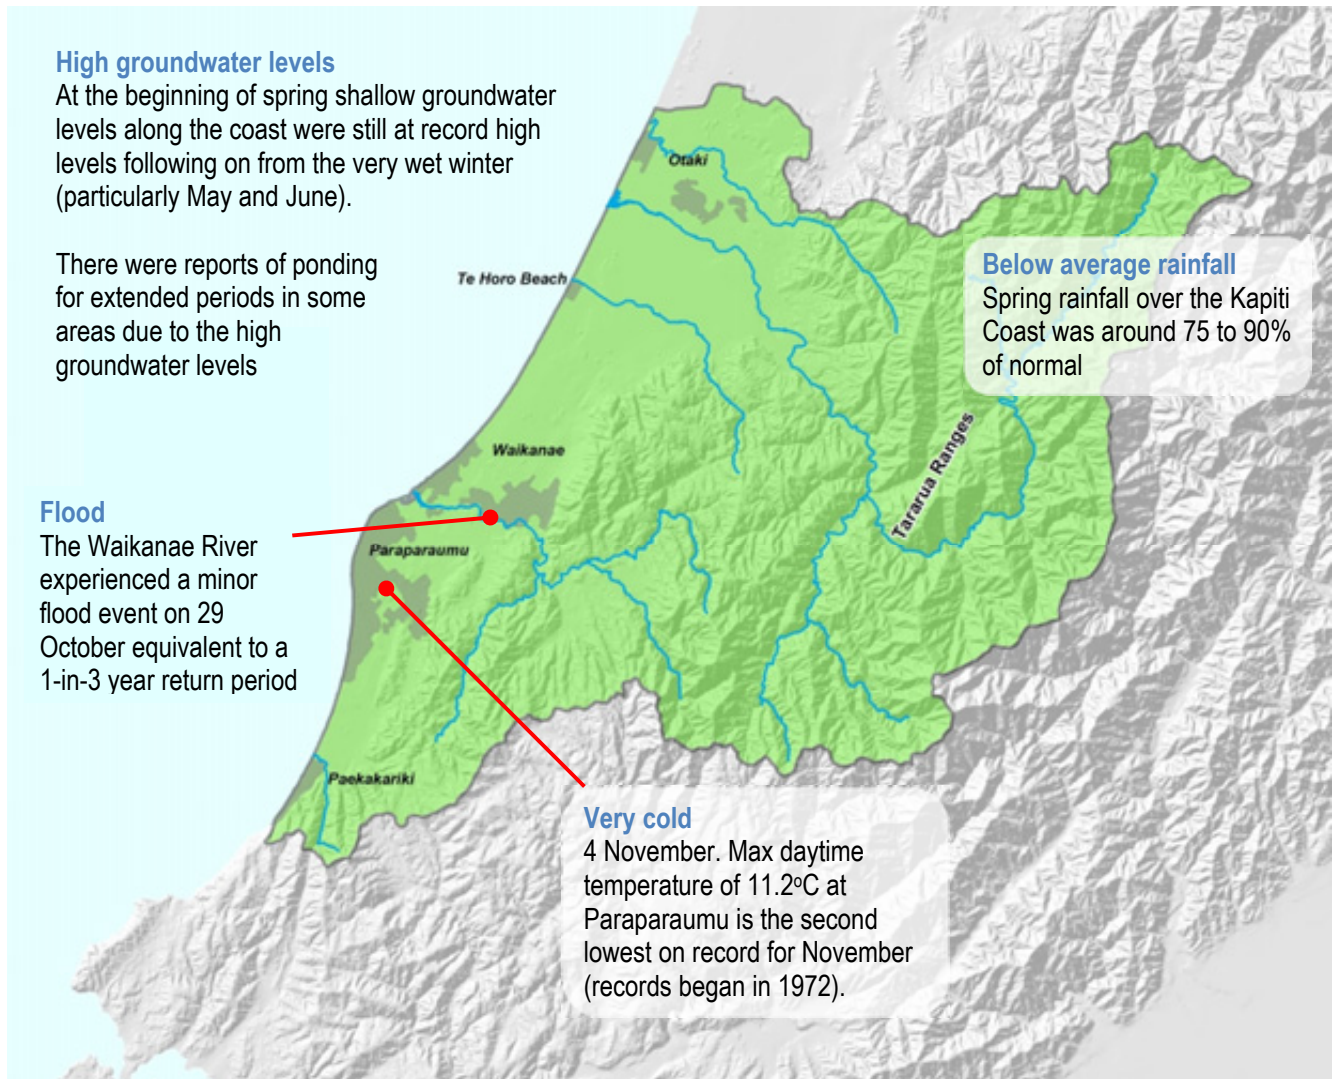 High groundwater levels
At the beginning of spring shallow groundwater
levels along the coast were still at record high
levels following on from the very wet winter
(particularly May and June).
There were reports of ponding
for extended periods in some
areas due to the high
groundwater levels
Otaki
Te Horo Beach
Below average rainfall
Spring rainfall over the Kapiti
Coast was around 75 to 90%
of normal
Tararua Ranges
Waikanae
Flood
The Waikanae River
experienced a minor
flood event on 29
October equivalent to a
1-in-3 year return period
Paraparaumu
Paekakariki
Very cold
4 November. Max daytime
temperature of 11.2ºC at
Paraparaumu is the second
lowest on record for November
(records began in 1972).